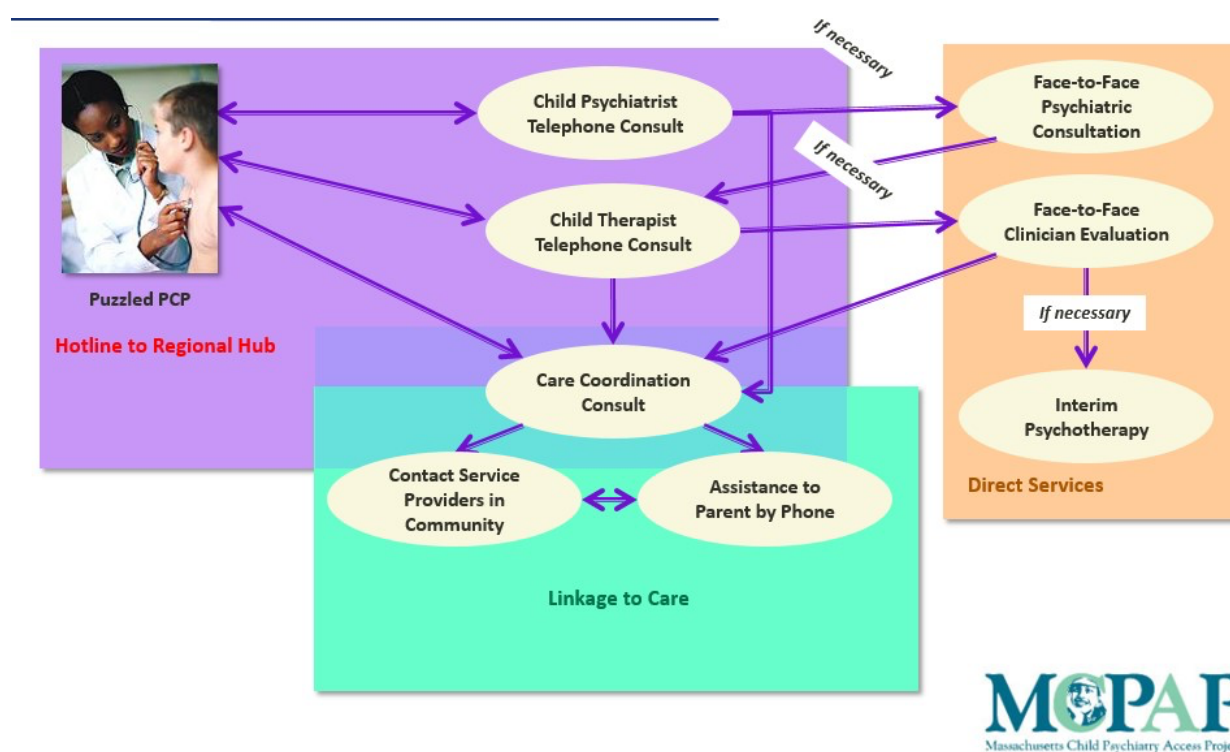 If necessary
Child Psychiatrist
Telephone Consult
Face-to-Face
Psychiatric
Consultation
If necessary
Child Therapist
Telephone Consult
Face-to-Face
Clinician Evaluation
Puzzled PCP
If necessary
Hotline to Regional Hub
Care Coordination
Consult
Interim
Psychotherapy
Contact Service
Providers in
Community
Assistance to
Parent by Phone
Direct Services
Linkage to Care
MCPAP
Massachusetts Child Psychiatry Access Proj